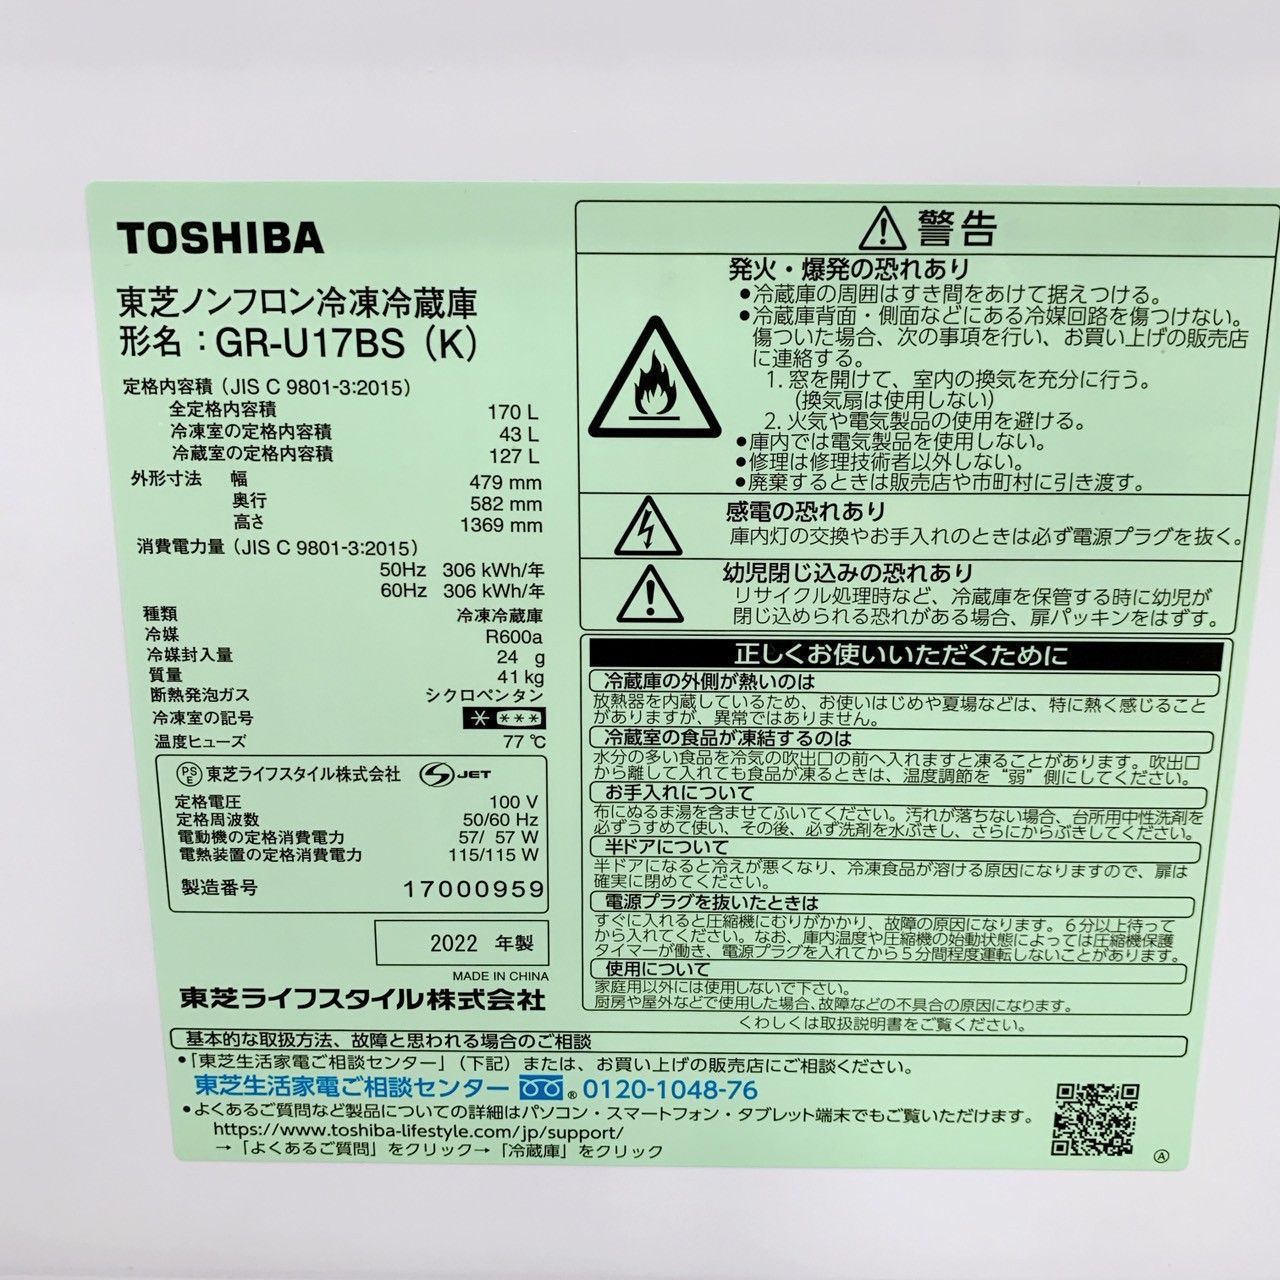 TOSHIBA
東芝ノンフロン冷凍冷蔵庫
形名：GR-U17BS（K）
定格内容積（JIS C 9801-3:2015）
全定格内容積 170 L
冷凍室の定格内容積 43 L
冷蔵室の定格内容積 127 L
外形寸法 幅 479 mm
奥行 582 mm
高さ 1369 mm
消費電力量（JIS C 9801-3:2015）
50Hz 306 kWh/年
60Hz 306 kWh/年
種類 冷凍冷蔵庫
冷媒 R600a
冷媒封入量 24 g
質量 41 kg
断熱発泡ガス シクロペンタン
冷凍室の記号 * ***
温度ヒューズ 77 ℃
PSE 東芝ライフスタイル株式会社 S JET
定格電圧 100 V
定格周波数 50/60 Hz
電動機の定格消費電力 57/ 57 W
電熱装置の定格消費電力 115/115 W
製造番号 17000959
2022 年製
MADE IN CHINA
東芝ライフスタイル株式会社
警告
発火・爆発の恐れあり
●冷蔵庫の周囲はすき間をあけて据えつける。
●冷蔵庫背面・側面などにある冷媒回路を傷つけない。
傷ついた場合、次の事項を行い、お買い上げの販売店
に連絡する。
1. 窓を開けて、室内の換気を充分に行う。
(換気扇は使用しない)
2. 火気や電気製品の使用を避ける。
●庫内では電気製品を使用しない。
●修理は修理技術者以外しない。
●廃棄するときは販売店や市町村に引き渡す。
感電の恐れあり
庫内灯の交換やお手入れのときは必ず電源プラグを抜く。
幼児閉じ込みの恐れあり
リサイクル処理時など、冷蔵庫を保管する時に幼児が
閉じ込められる恐れがある場合、扉パッキンをはずす。
正しくお使いいただくために
冷蔵庫の外側が熱いのは
放熱器を内蔵しているため、お使いはじめや夏場などは、特に熱く感じること
がありますが、異常ではありません。
冷蔵室の食品が凍結するのは
水分の多い食品を冷気の吹出口の前へ入れますと凍ることがあります。吹出口
から離して入れても食品が凍るときは、温度調節を“弱”側にしてください。
お手入れについて
布にぬるま湯を含ませてふいてください。汚れが落ちない場合、台所用中性洗剤を
必ずうすめて使い、その後、必ず洗剤を水ぶきし、さらにからぶきしてください。
半ドアについて
半ドアになると冷えが悪くなり、冷凍食品が溶ける原因になりますので、扉は
確実に閉めてください。
電源プラグを抜いたときは
すぐに入れると圧縮機にむりがかかり、故障の原因になります。6分以上待って
から入れてください。なお、庫内温度や圧縮機の始動状態によっては圧縮機保護
タイマーが働き、電源プラグを入れてから5分間程度運転しないことがあります。
使用について
家庭用以外には使用しないで下さい。
厨房や屋外などで使用した場合、故障などの不具合の原因になります。
くわしくは取扱説明書をご覧ください。
基本的な取扱方法、故障と思われる場合のご相談
●「東芝生活家電ご相談センター」（下記）または、お買い上げの販売店にご相談ください。
東芝生活家電ご相談センター ® 0120-1048-76
●よくあるご質問など製品についての詳細はパソコン・スマートフォン・タブレット端末でもご覧いただけます。
https://www.toshiba-lifestyle.com/jp/support/
→「よくあるご質問」をクリック→「冷蔵庫」をクリック
Ⓐ